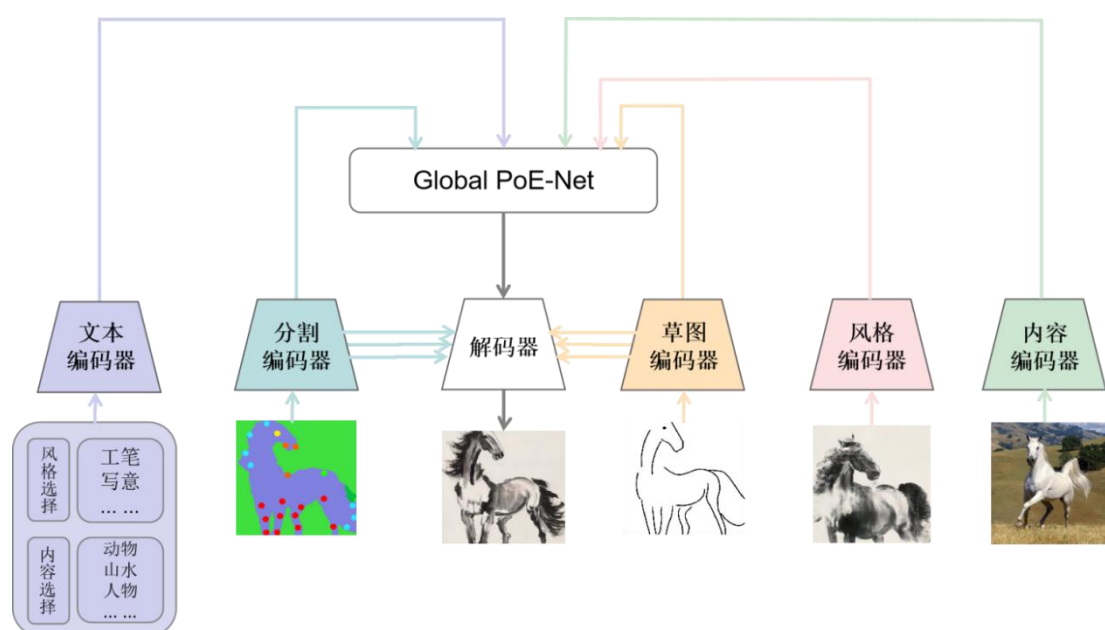 Global PoE-Net
文本
编码器
分割
编码器
解码器
草图
编码器
风格
编码器
内容
编码器
风格选择
工笔
写意
... ...
内容选择
动物
山水
人物
... ...